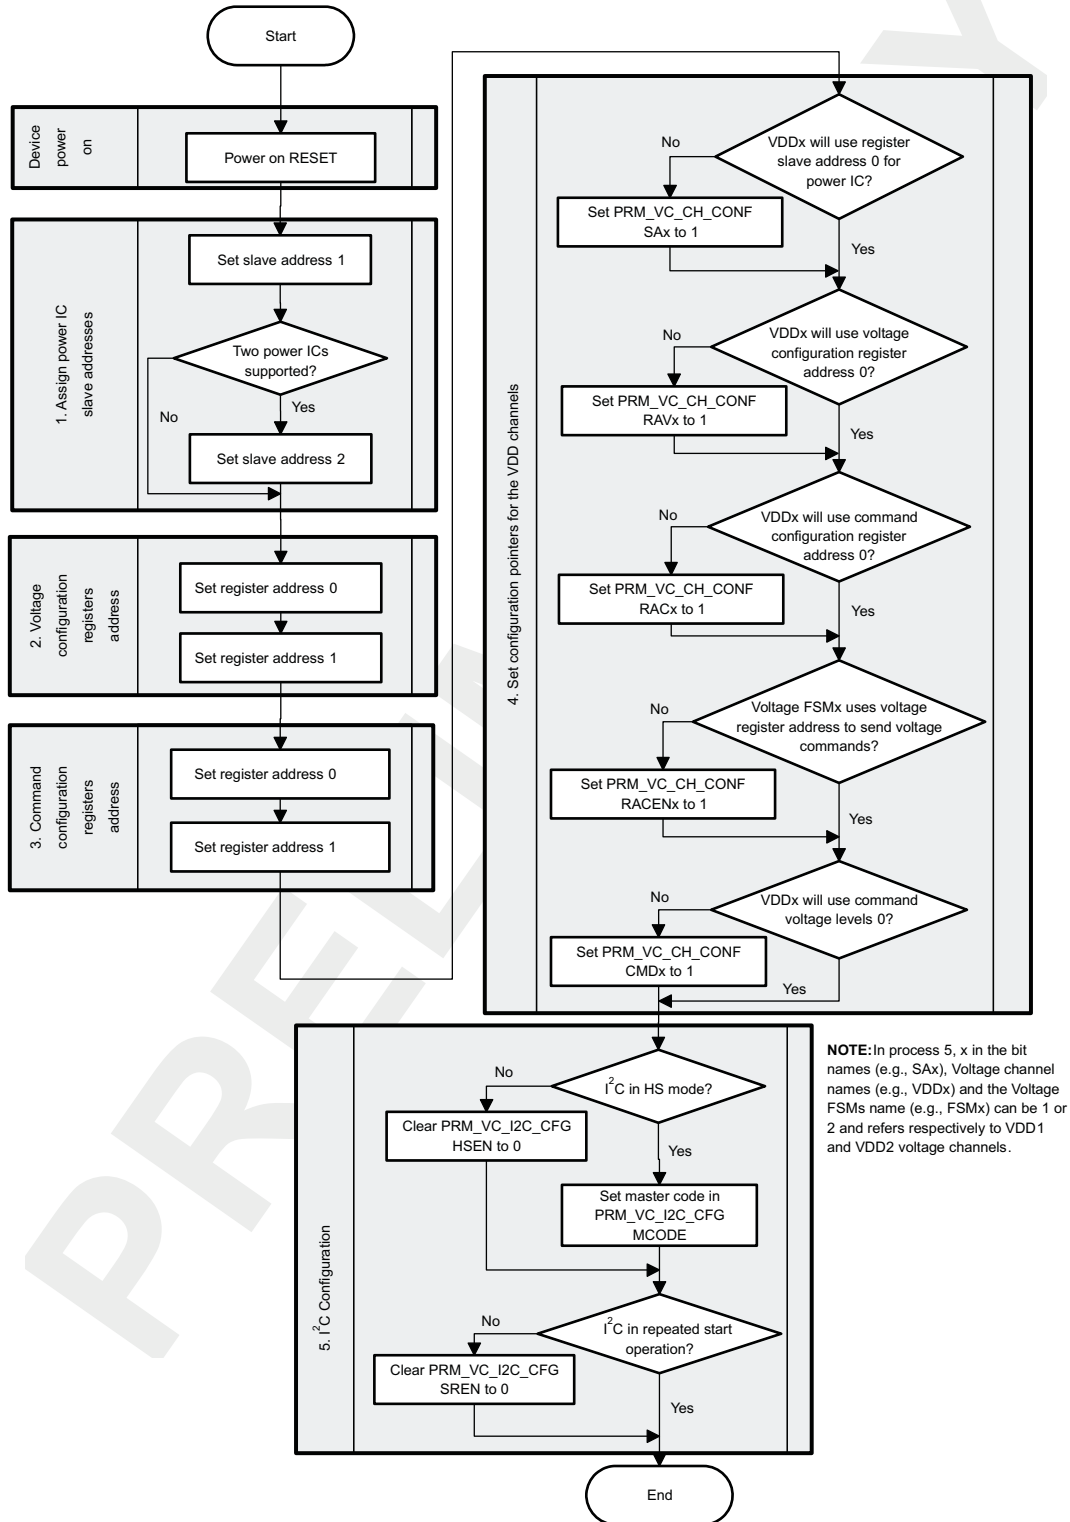 Start
Device
power
on
Power on RESET
1. Assign power IC
slave addresses
Set slave address 1
Two power ICs
supported?
No
Yes
Set slave address 2
2. Voltage
configuration
registers
address
Set register address 0
Set register address 1
3. Command
configuration
registers
address
Set register address 0
Set register address 1
4. Set configuration pointers for the VDD channels
VDDx will use register
slave address 0 for
power IC?
No
Set PRM_VC_CH_CONF
SAx to 1
Yes
VDDx will use voltage
configuration register
address 0?
No
Set PRM_VC_CH_CONF
RAVx to 1
Yes
VDDx will use command
configuration register
address 0?
No
Set PRM_VC_CH_CONF
RACx to 1
Yes
Voltage FSMx uses voltage
register address to send voltage
commands?
No
Set PRM_VC_CH_CONF
RACENx to 1
Yes
VDDx will use command
voltage levels 0?
No
Set PRM_VC_CH_CONF
CMDx to 1
Yes
5. I²C Configuration
I²C in HS mode?
No
Clear PRM_VC_I2C_CFG
HSEN to 0
Yes
Set master code in
PRM_VC_I2C_CFG
MCODE
I²C in repeated start
operation?
No
Clear PRM_VC_I2C_CFG
SREN to 0
Yes
End
NOTE: In process 5, x in the bit
names (e.g., SAx), Voltage channel
names (e.g., VDDx) and the Voltage
FSMs name (e.g., FSMx) can be 1 or
2 and refers respectively to VDD1
and VDD2 voltage channels.